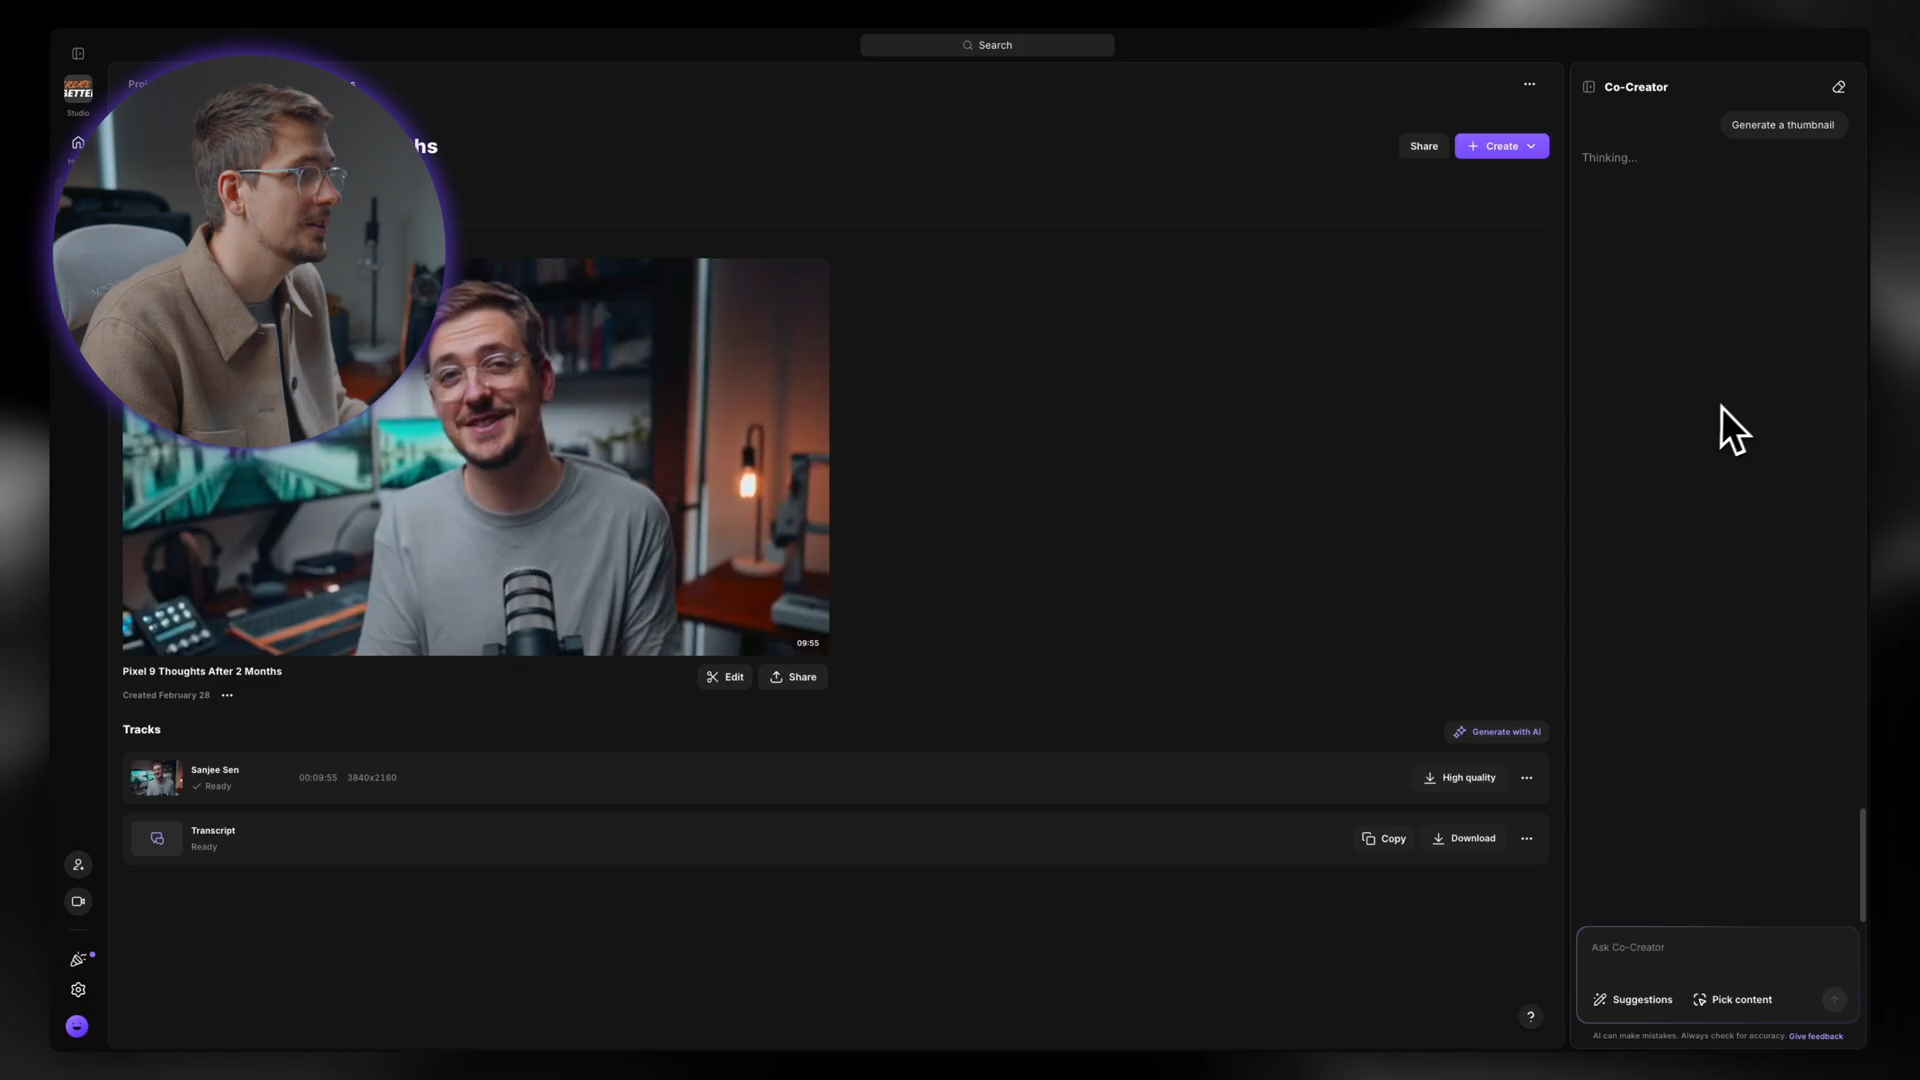 Search
CREATE
BETTER
Studio
Share
Create
Co-Creator
Generate a thumbnail
Thinking...
09:55
Pixel 9 Thoughts After 2 Months
Created February 28
Edit
Share
Tracks
Generate with AI
Sanjee Sen
Ready
00:09:55 3840x2160
High quality
Transcript
Ready
Copy
Download
Ask Co-Creator
Suggestions
Pick content
?
AI can make mistakes. Always check for accuracy. Give feedback